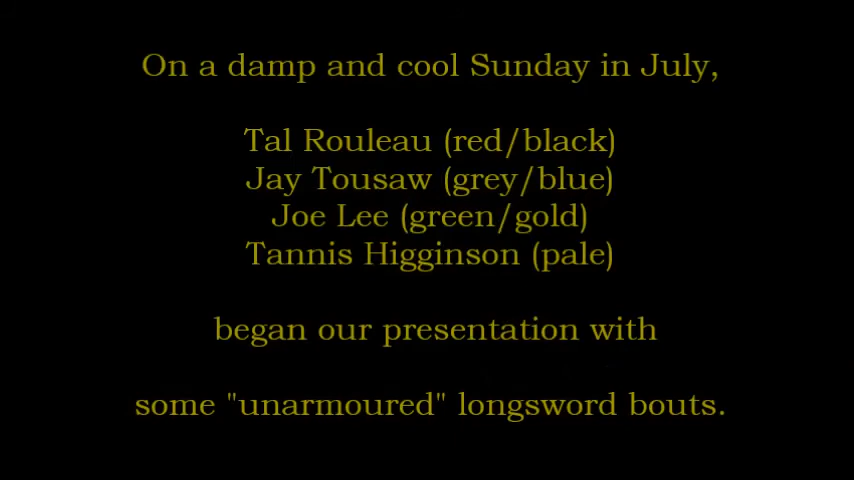 On a damp and cool Sunday in July,
Tal Rouleau (red/black)
Jay Tousaw (grey/blue)
Joe Lee (green/gold)
Tannis Higginson (pale)
began our presentation with
some "unarmoured" longsword bouts.